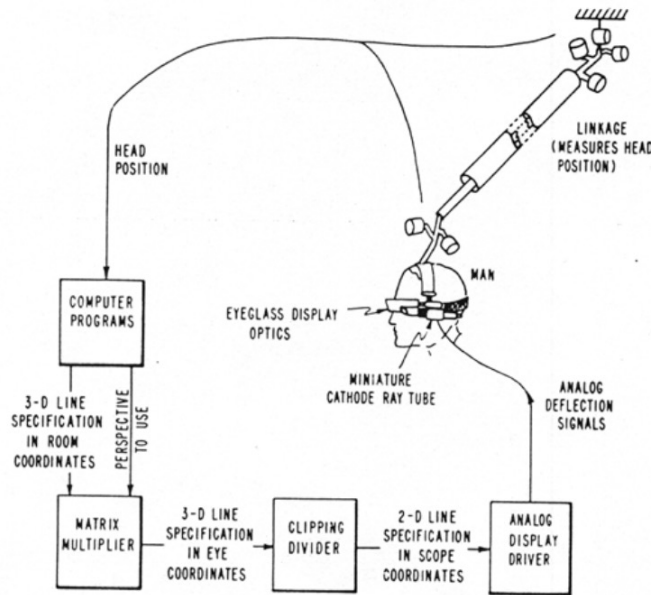 LINKAGE
(MEASURES HEAD
POSITION)
HEAD
POSITION
MAN
COMPUTER
PROGRAMS
EYEGLASS DISPLAY
OPTICS
MINIATURE
CATHODE RAY TUBE
ANALOG
DEFLECTION
SIGNALS
3-D LINE
SPECIFICATION
IN ROOM
COORDINATES
PERSPECTIVE
TO USE
MATRIX
MULTIPLIER
3-D LINE
SPECIFICATION
IN EYE
COORDINATES
CLIPPING
DIVIDER
2-D LINE
SPECIFICATION
IN SCOPE
COORDINATES
ANALOG
DISPLAY
DRIVER